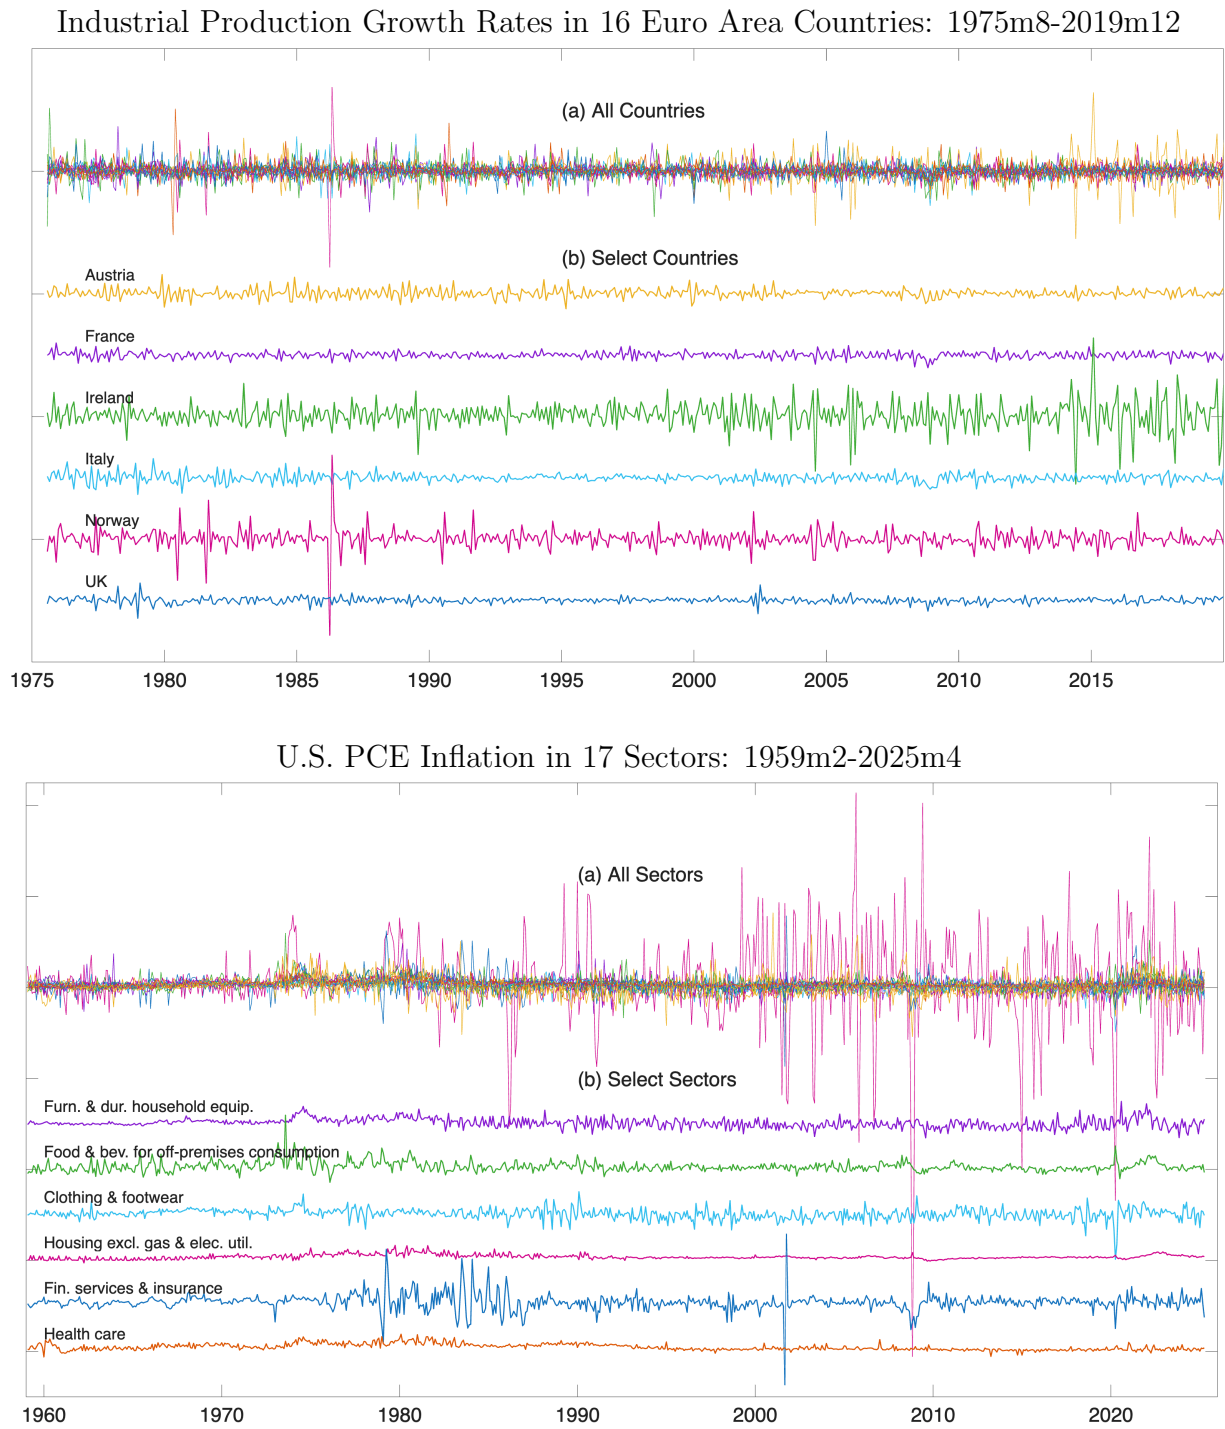 Industrial Production Growth Rates in 16 Euro Area Countries: 1975m8-2019m12
(a) All Countries
(b) Select Countries
Austria
France
Ireland
Italy
Norway
UK
1975 1980 1985 1990 1995 2000 2005 2010 2015
U.S. PCE Inflation in 17 Sectors: 1959m2-2025m4
(a) All Sectors
(b) Select Sectors
Furn. & dur. household equip.
Food & bev. for off-premises consumption
Clothing & footwear
Housing excl. gas & elec. util.
Fin. services & insurance
Health care
1960 1970 1980 1990 2000 2010 2020